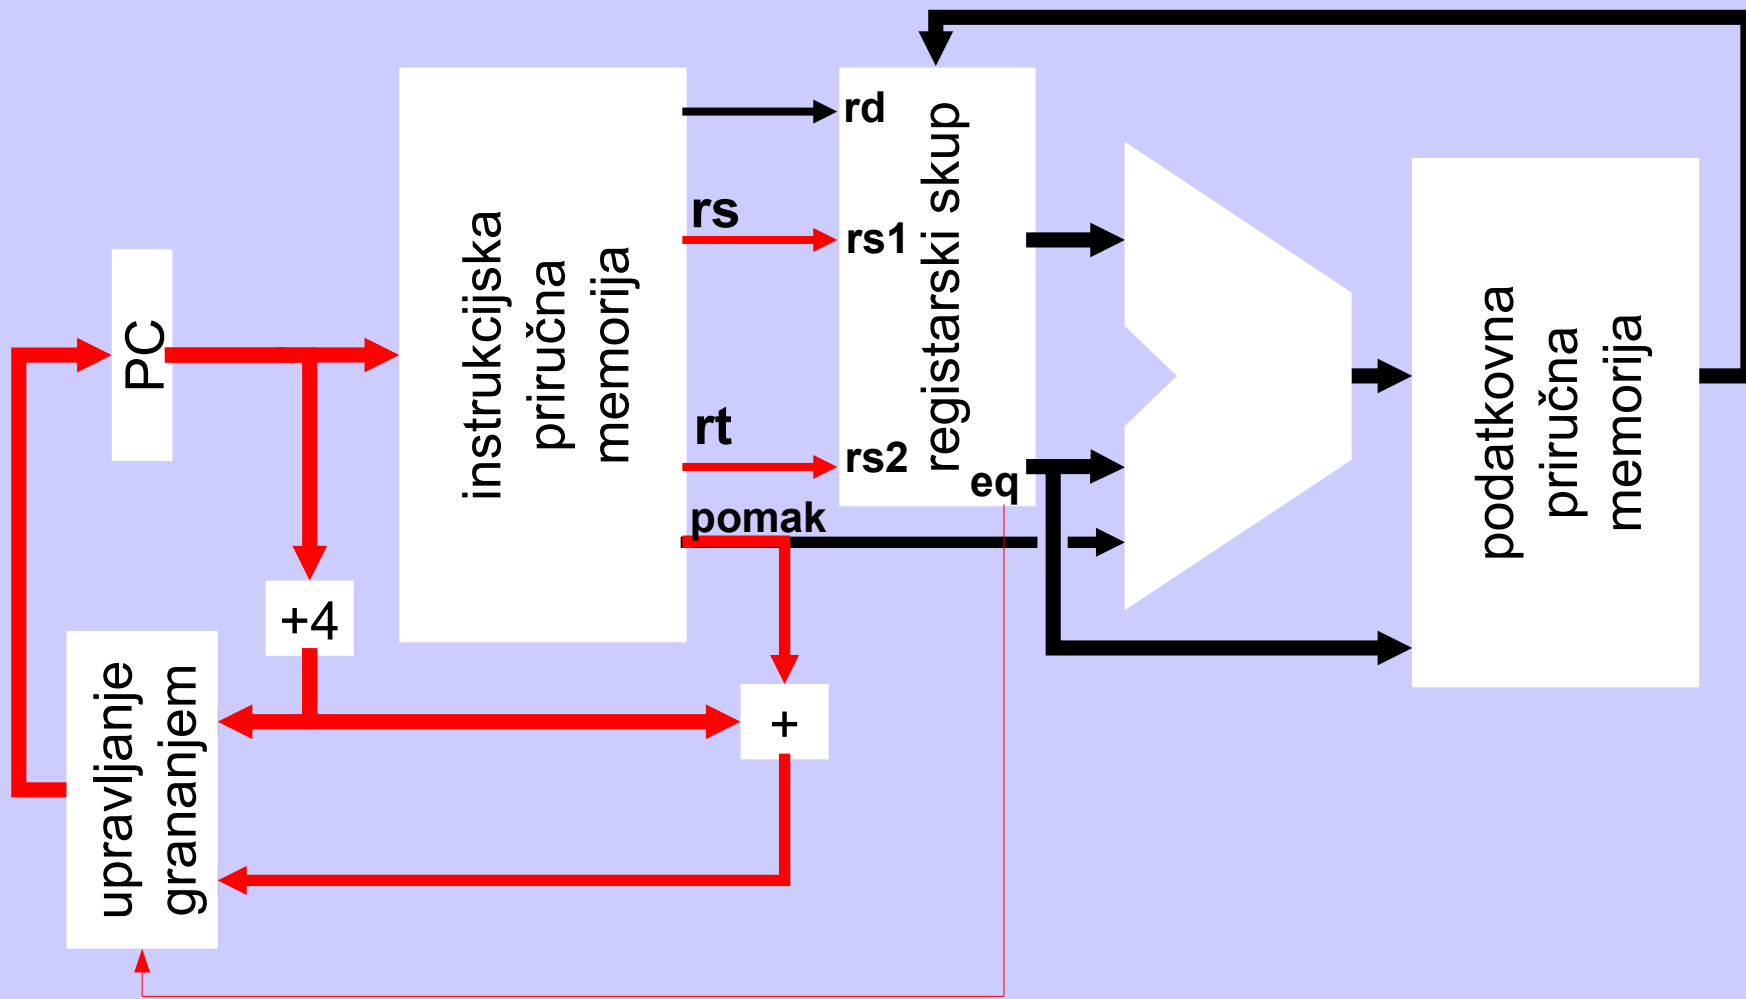 PC
instrukcijska
priručna
memorija
rd
rs
rs1
rt
rs2
pomak
registarski skup
eq
podatkovna
priručna
memorija
+4
+
upravljanje
grananjem